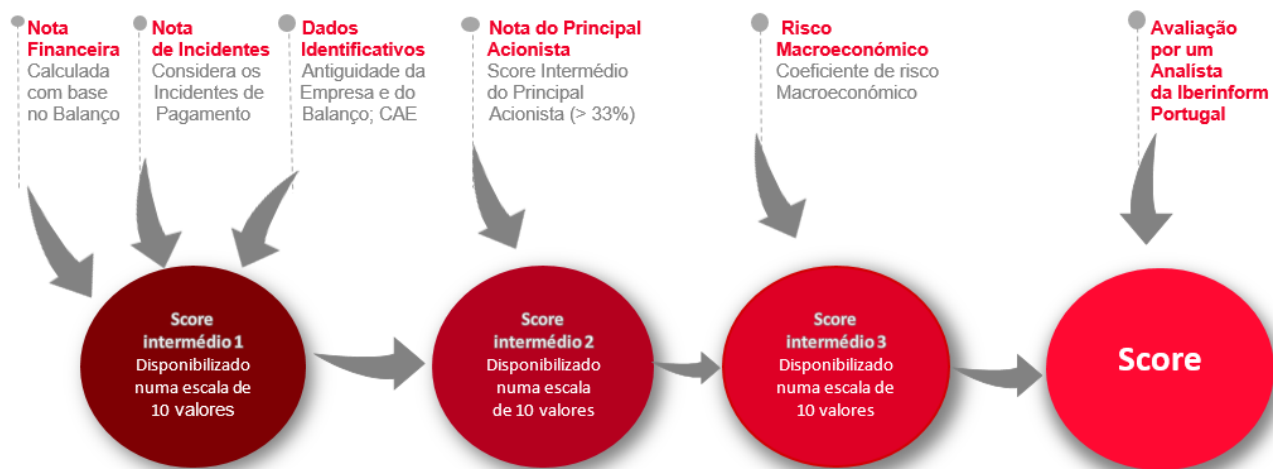 Nota
Financeira
Calculada
com base
no Balanço
Nota
de Incidentes
Considera os
Incidentes de
Pagamento
Dados
Identificativos
Antiguidade da
Empresa e do
Balanço; CAE
Nota do Principal
Acionista
Score Intermédio
do Principal
Acionista (> 33%)
Risco
Macroeconómico
Coeficiente de risco
Macroeconómico
Avaliação
por um
Analista
da Iberinform
Portugal
Score
intermédio 1
Disponibilizado
numa escala de
10 valores
Score
intermédio 2
Disponibilizado
numa escala
de 10 valores
Score
intermédio 3
Disponibilizado
numa escala de
10 valores
Score